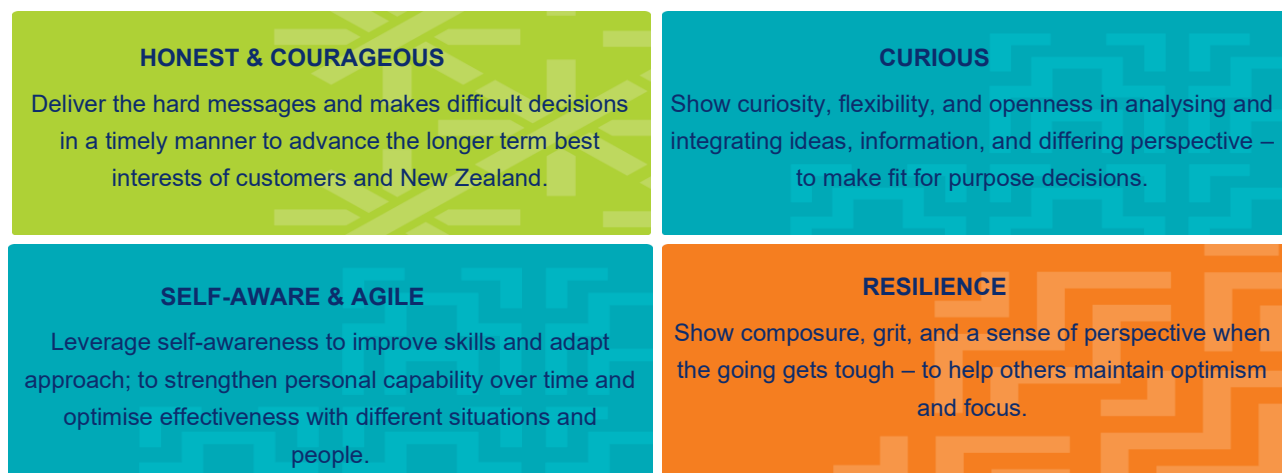 HONEST & COURAGEOUS
Deliver the hard messages and makes difficult decisions
in a timely manner to advance the longer term best
interests of customers and New Zealand.
CURIOUS
Show curiosity, flexibility, and openness in analysing and
integrating ideas, information, and differing perspective –
to make fit for purpose decisions.
SELF-AWARE & AGILE
Leverage self-awareness to improve skills and adapt
approach; to strengthen personal capability over time and
optimise effectiveness with different situations and
people.
RESILIENCE
Show composure, grit, and a sense of perspective when
the going gets tough – to help others maintain optimism
and focus.